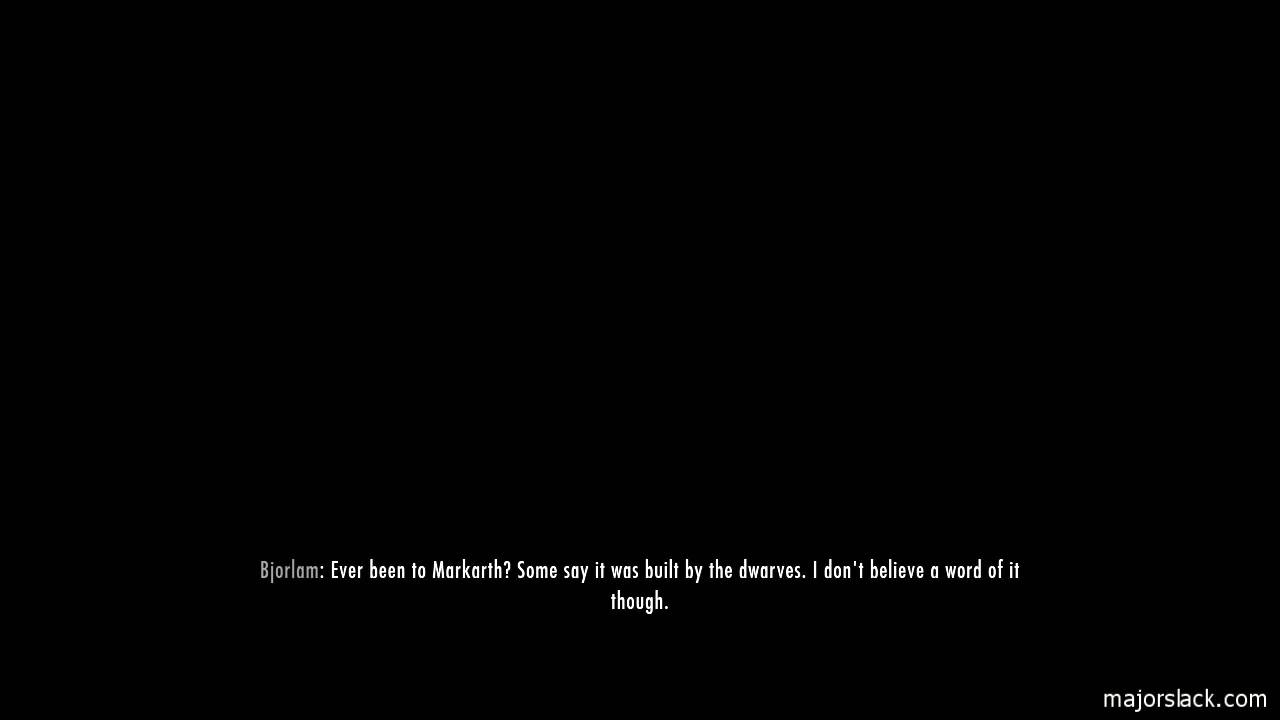 Bjorlam: Ever been to Markarth? Some say it was built by the dwarves. I don't believe a word of it
though.
majorslack.com